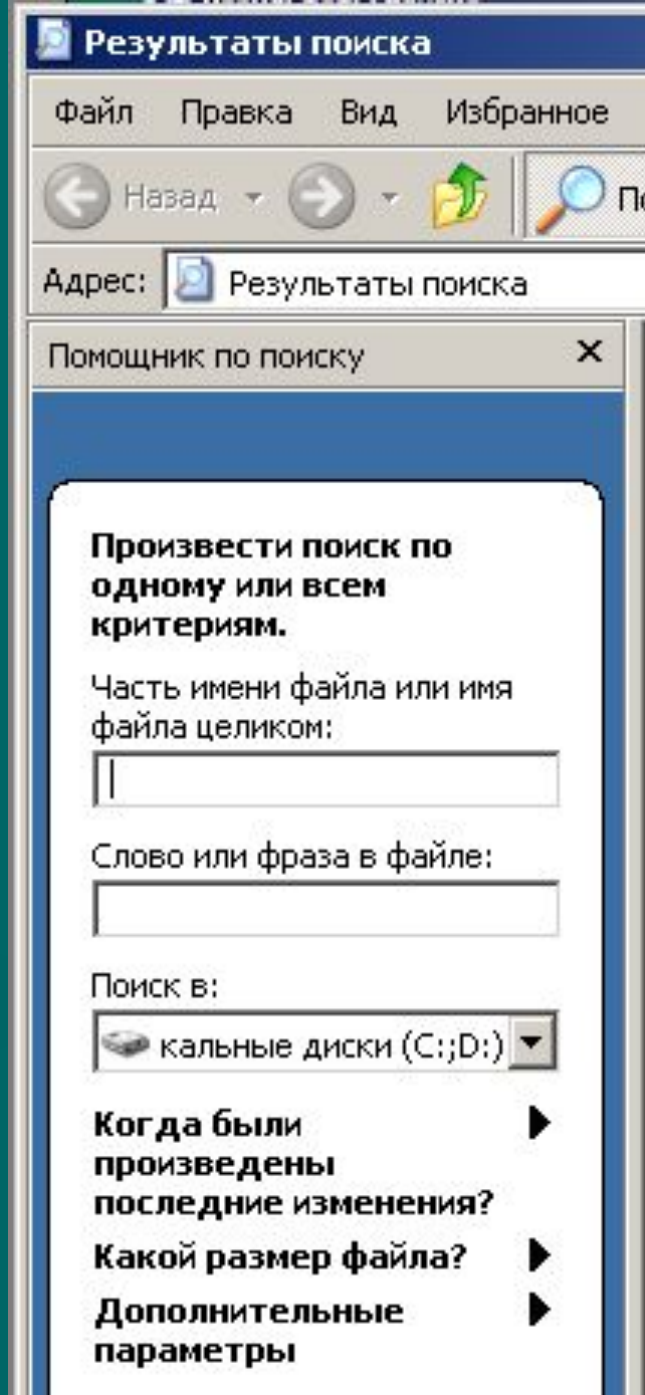 Результаты поиска
Файл Правка Вид Избранное
Назад
Адрес: Результаты поиска
Помощник по поиску
Произвести поиск по
одному или всем
критериям.
Часть имени файла или имя
файла целиком:
Слово или фраза в файле:
Поиск в:
кальные диски (C:;D:)
Когда были
произведены
последние изменения?
Какой размер файла?
Дополнительные
параметры